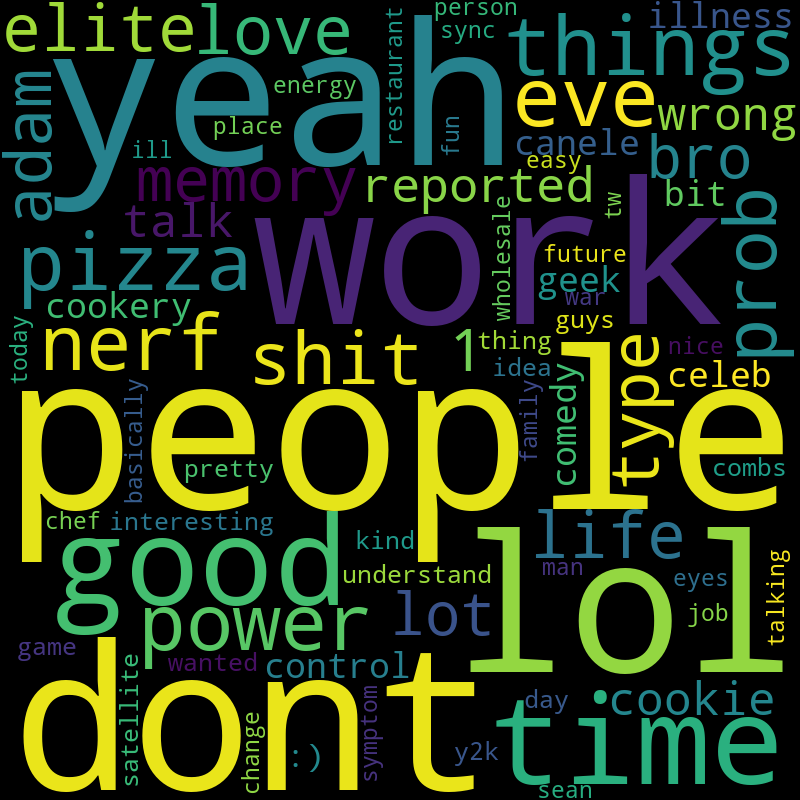 elite
love
yeah
person
sync
restaurant
illness
things
energy
place
ill
fun
eve
wrong
adam
canele
easy
bro
memory
reported
bit
talk
work
tw
prob
pizza
wholesale
future
geek
war
cookery
guys
nerf
shit
1
thing
nice
today
idea
type
celeb
people
basically
family
comedy
pretty
combs
chef
interesting
good
life
kind
lol
understand
man
eyes
talking
power
lot
job
game
wanted
control
dont
satellite
change
:)
symptom
day
cookie
time
y2k
sean